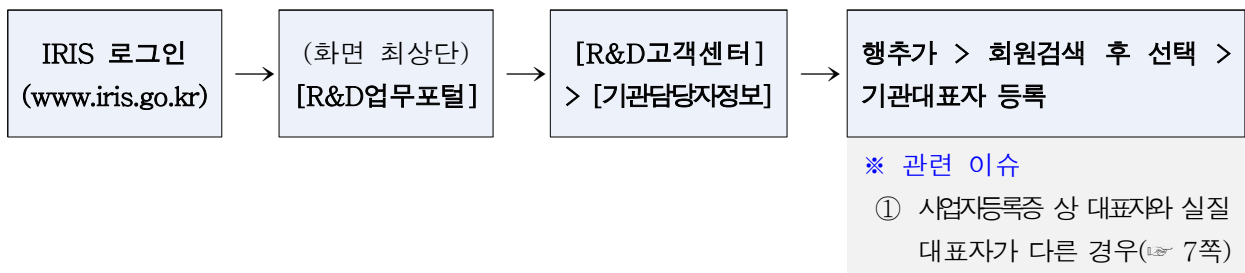 IRIS 로그인
(www.iris.go.kr)
→
(화면 최상단)
[R&D업무포털]
→
[R&D고객센터]
> [기관담당자정보]
→
행추가 > 회원검색 후 선택 >
기관대표자 등록
※ 관련 이슈
① 사업자등록증 상 대표자와 실질
대표자가 다른 경우(☞ 7쪽)